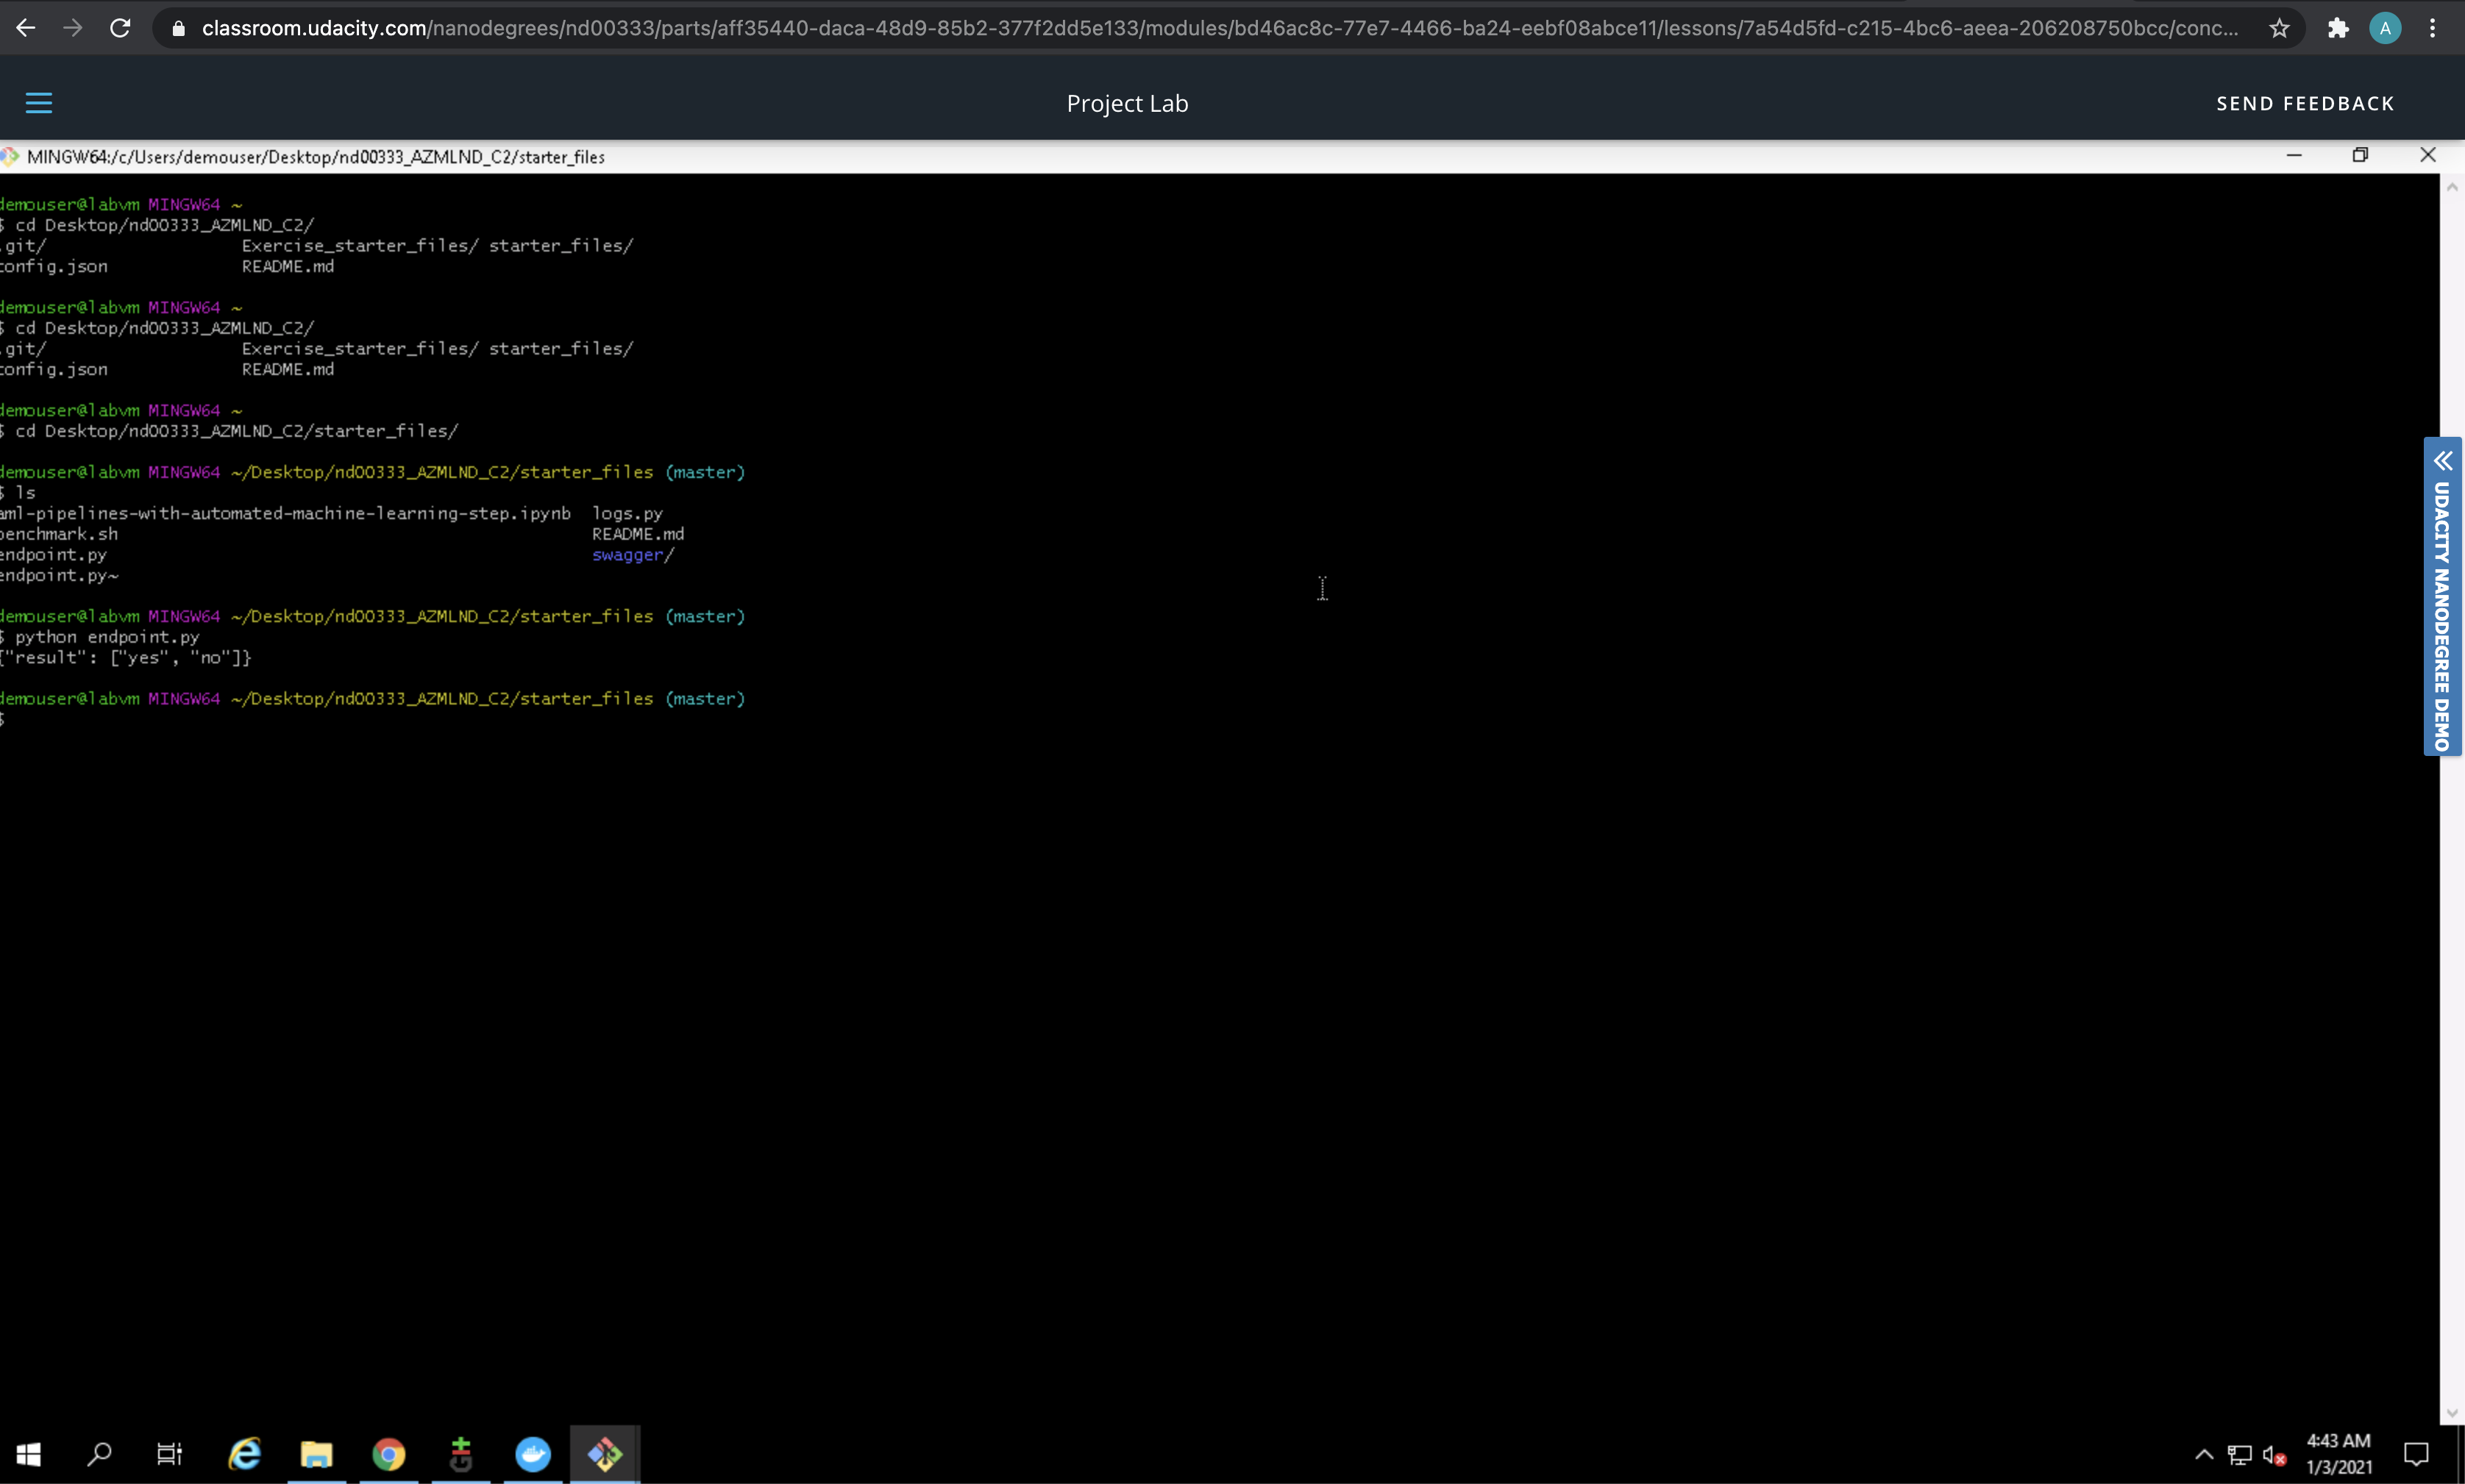 classroom.udacity.com/nanodegrees/nd00333/parts/aff35440-daca-48d9-85b2-377f2dd5e133/modules/bd46ac8c-77e7-4466-ba24-eebf08abce11/lessons/7a54d5fd-c215-4bc6-aeea-206208750bcc/conc...
A
Project Lab
SEND FEEDBACK
MINGW64:/c/Users/demouser/Desktop/nd00333_AZMLND_C2/starter_files
demouser@labvm MINGW64 ~
$ cd Desktop/nd00333_AZMLND_C2/
.git/ Exercise_starter_files/ starter_files/
config.json README.md
demouser@labvm MINGW64 ~
$ cd Desktop/nd00333_AZMLND_C2/
.git/ Exercise_starter_files/ starter_files/
config.json README.md
demouser@labvm MINGW64 ~
$ cd Desktop/nd00333_AZMLND_C2/starter_files/
demouser@labvm MINGW64 ~/Desktop/nd00333_AZMLND_C2/starter_files (master)
$ ls
aml-pipelines-with-automated-machine-learning-step.ipynb logs.py
benchmark.sh README.md
endpoint.py swagger/
endpoint.py~
demouser@labvm MINGW64 ~/Desktop/nd00333_AZMLND_C2/starter_files (master)
$ python endpoint.py
{"result": ["yes", "no"]}
demouser@labvm MINGW64 ~/Desktop/nd00333_AZMLND_C2/starter_files (master)
$
UDACITY NANODEGREE DEMO
4:43 AM
1/3/2021